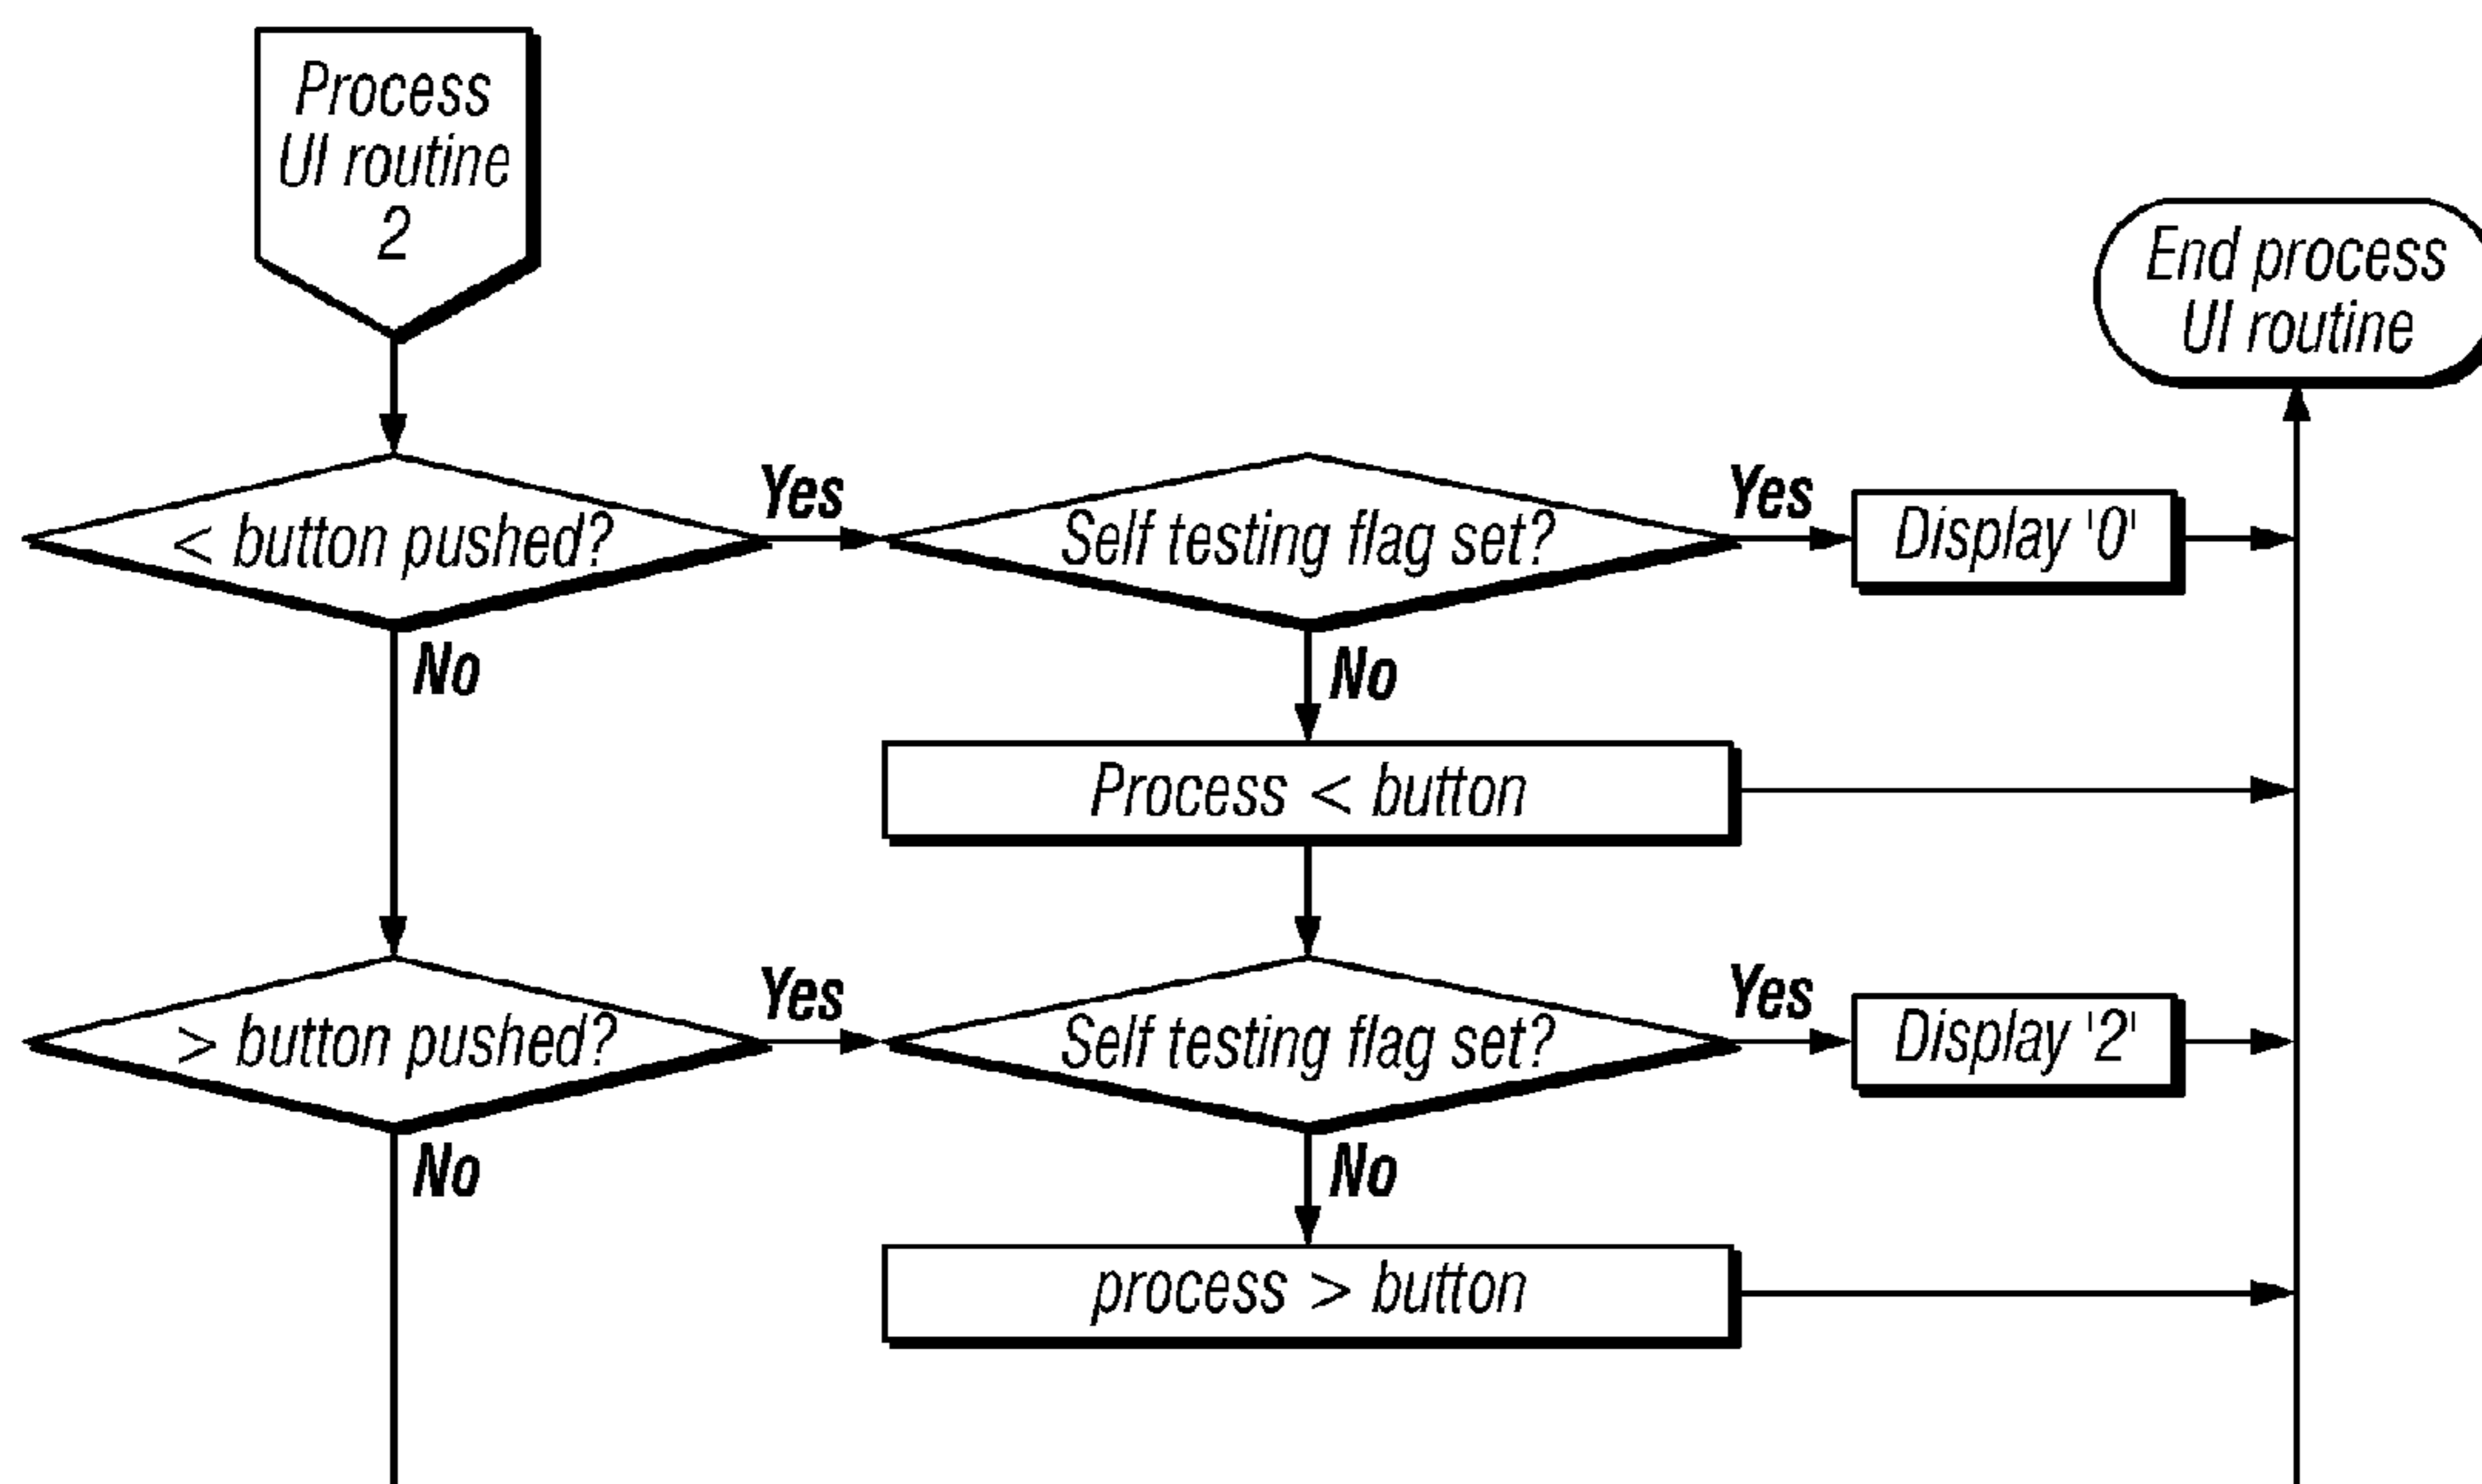 Process
UI routine
2
End process
UI routine
< button pushed?
Yes
Self testing flag set?
Yes
Display '0'
No
No
Process < button
> button pushed?
Yes
Self testing flag set?
Yes
Display '2'
No
No
process > button